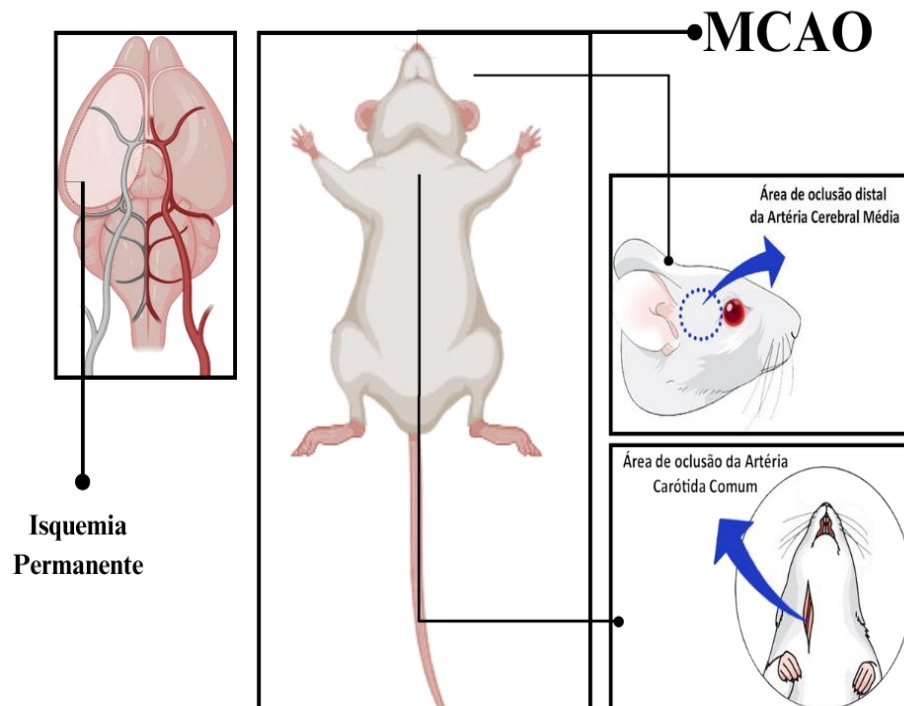 MCAO
Área de oclusão distal
da Artéria Cerebral Média
Área de oclusão da Artéria
Carótida Comum
Isquemia
Permanente